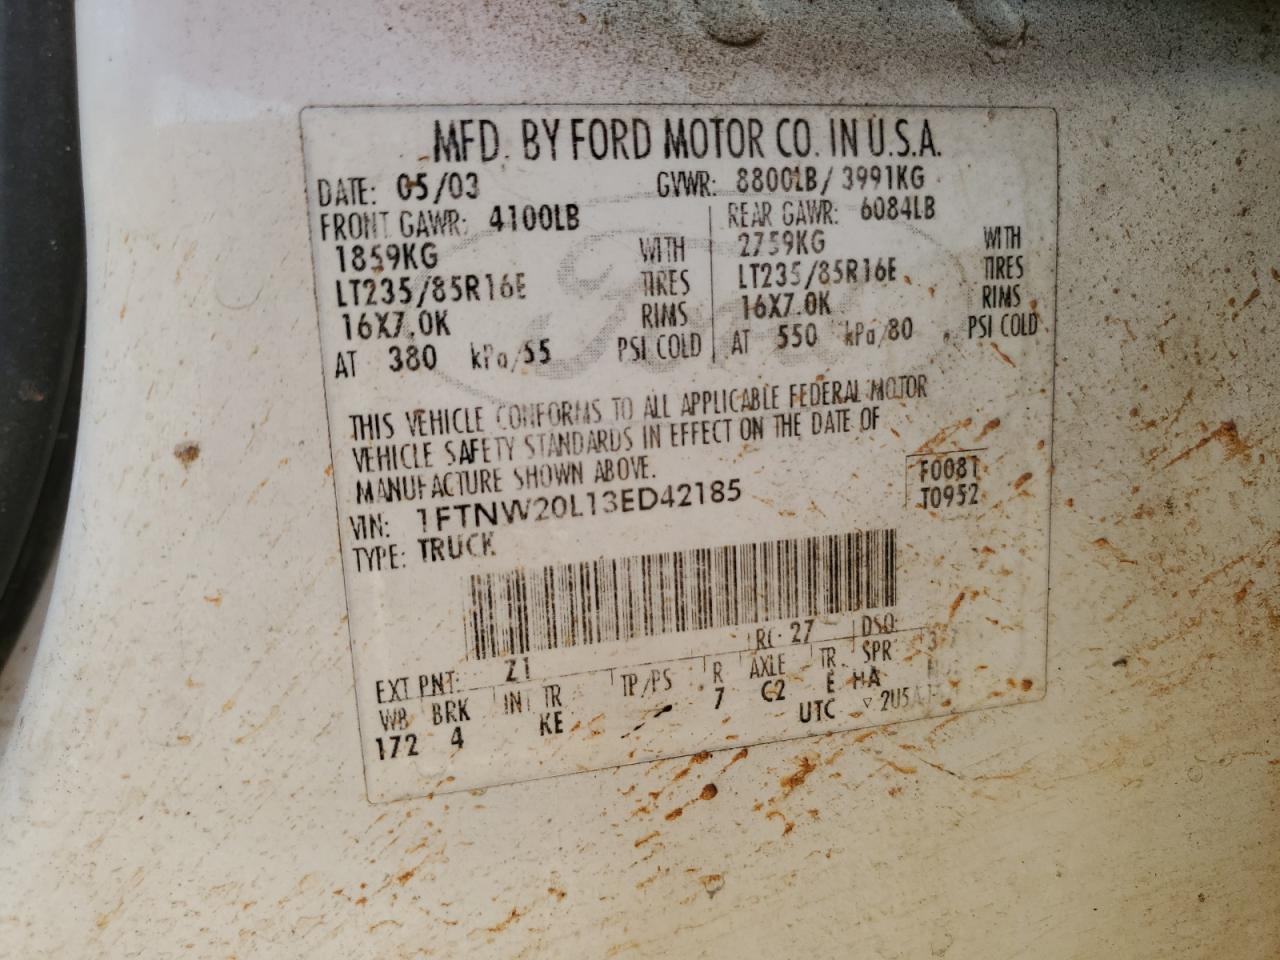 MFD. BY FORD MOTOR CO. IN U.S.A.
DATE: 05/03 GVWR: 8800LB/ 3991KG
FRONT GAWR: 4100LB REAR GAWR: 6084LB
1859KG WITH 2759KG WITH
LT235/85R16E TIRES LT235/85R16E TIRES
16X7.0K RIMS 16X7.0K RIMS
AT 380 kPa/55 PSI COLD AT 550 kPa/80 PSI COLD
THIS VEHICLE CONFORMS TO ALL APPLICABLE FEDERAL MOTOR
VEHICLE SAFETY STANDARDS IN EFFECT ON THE DATE OF
MANUFACTURE SHOWN ABOVE.
F0081
VIN: 1FTNW20L13ED42185 T0952
TYPE: TRUCK
EXT PNT: Z1 RC: 27 DSO:
WB BRK INT TR TP/PS R AXLE TR SPR
172 4 KE 7 C2 E HA
UTC